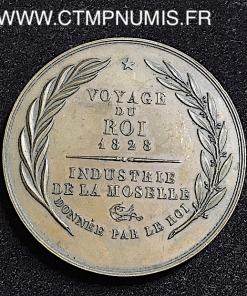 WWW.CTMPNUMIS.FR
VOYAGE
DU
ROI
1828
INDUSTRIE
DE LA MOSELLE
DONNÉE PAR LE ROI